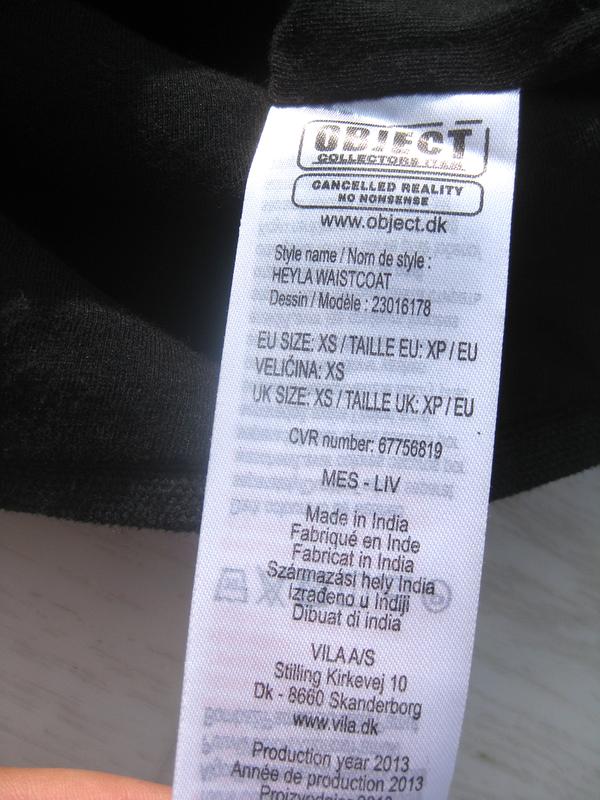 OBJECT
COLLECTORS ITEM
CANCELLED REALITY
NO NONSENSE
www.object.dk
Style name / Nom de style :
HEYLA WAISTCOAT
Dessin / Modèle : 23016178
EU SIZE: XS / TAILLE EU: XP / EU
VELIČINA: XS
UK SIZE: XS / TAILLE UK: XP / EU
CVR number: 67756819
MES - LIV
Made in India
Fabriqué en Inde
Fabricat in India
Származási hely India
Izrađeno u Indiji
Dibuat di india
VILA A/S
Stilling Kirkevej 10
Dk - 8660 Skanderborg
www.vila.dk
Production year 2013
Année de production 2013
Proizvedeno 2013